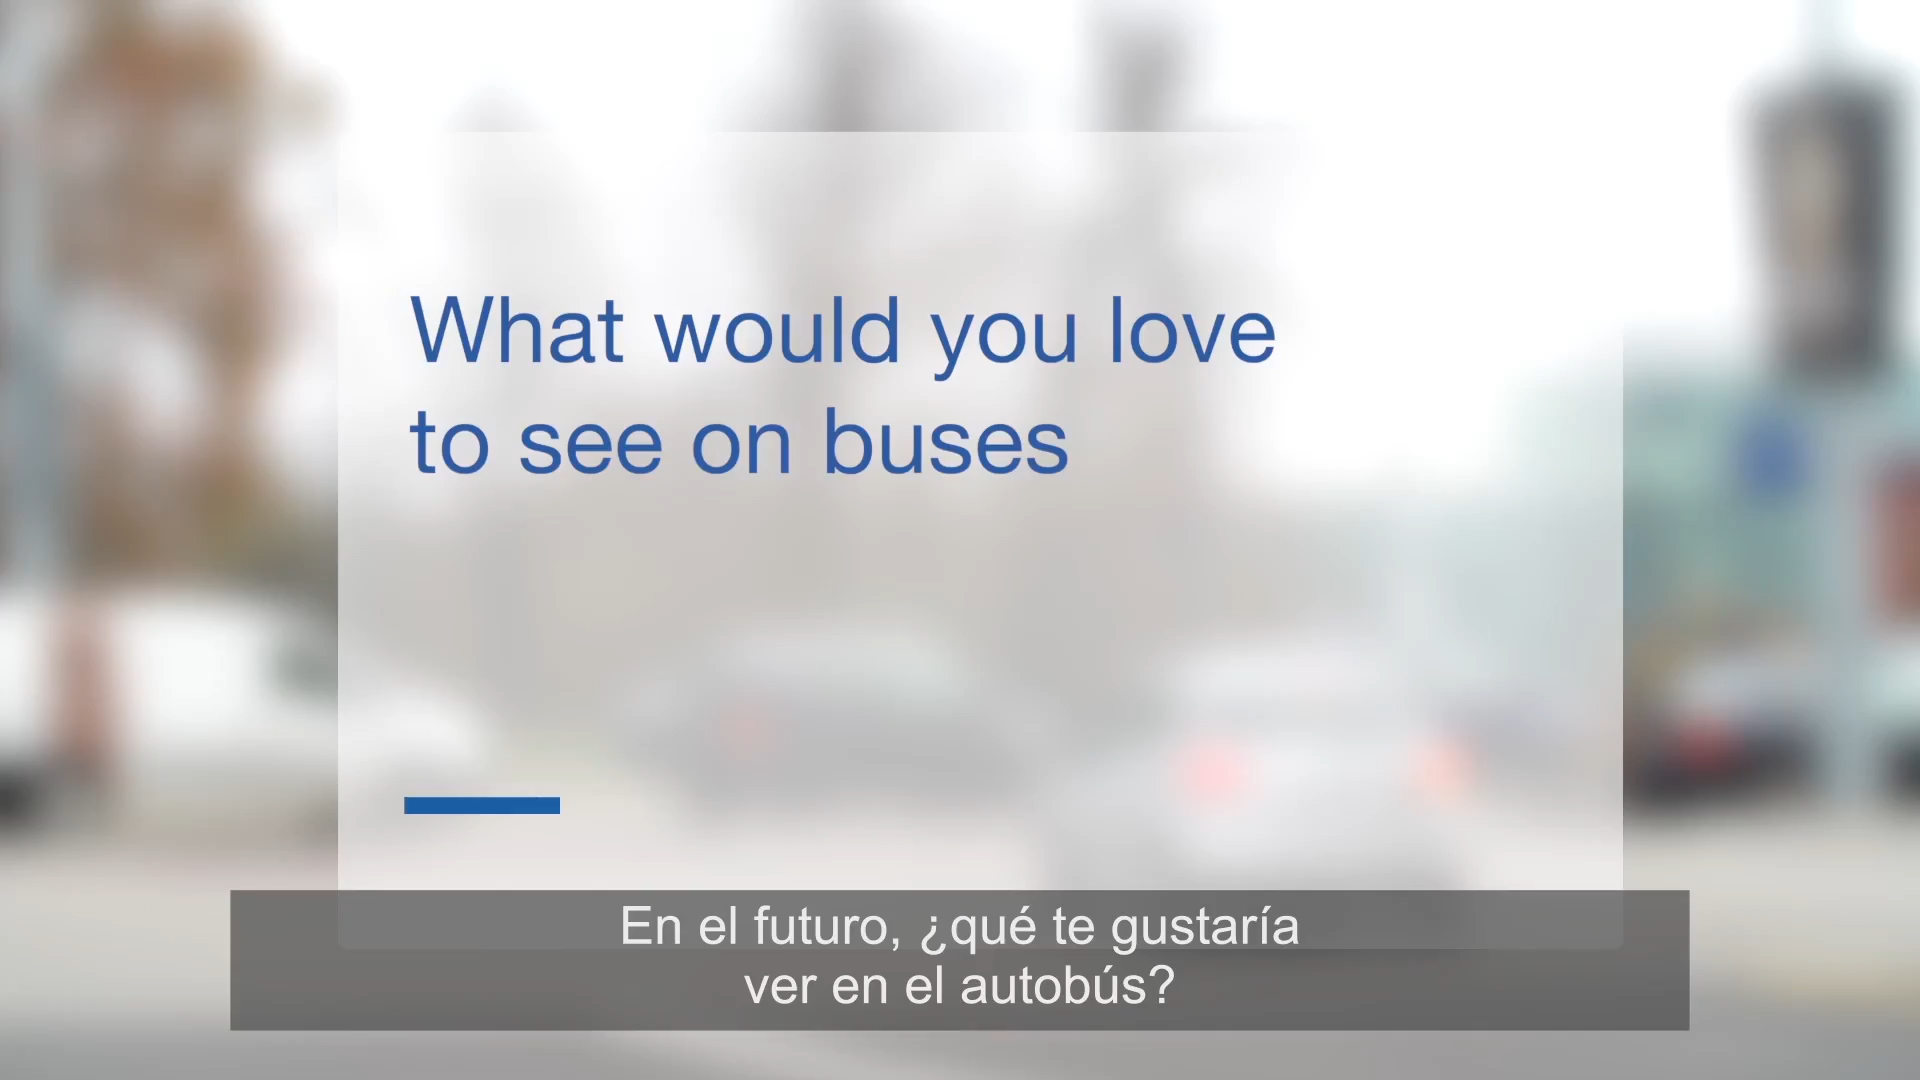 What would you love
to see on buses
En el futuro, ¿qué te gustaría
ver en el autobús?